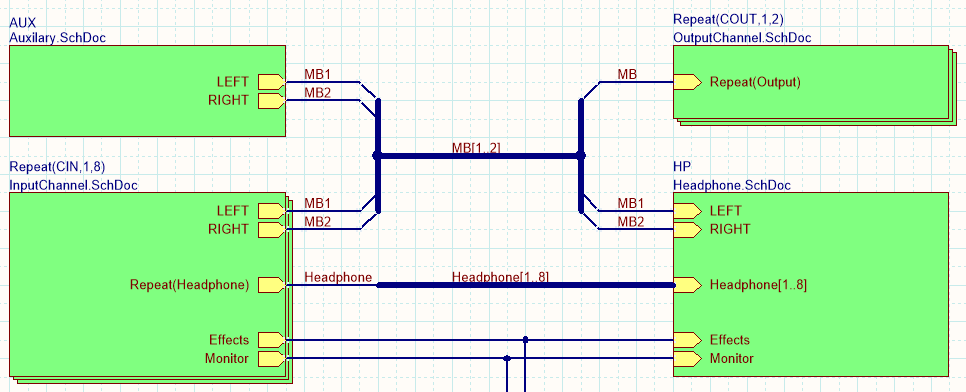 AUX
Auxilary.SchDoc
LEFT
RIGHT
MB1
MB2
Repeat(COUT,1,2)
OutputChannel.SchDoc
MB
Repeat(Output)
MB[1..2]
Repeat(CIN,1,8)
InputChannel.SchDoc
LEFT
RIGHT
MB1
MB2
Repeat(Headphone)
Headphone
Headphone[1..8]
Effects
Monitor
HP
Headphone.SchDoc
MB1
MB2
LEFT
RIGHT
Headphone[1..8]
Effects
Monitor